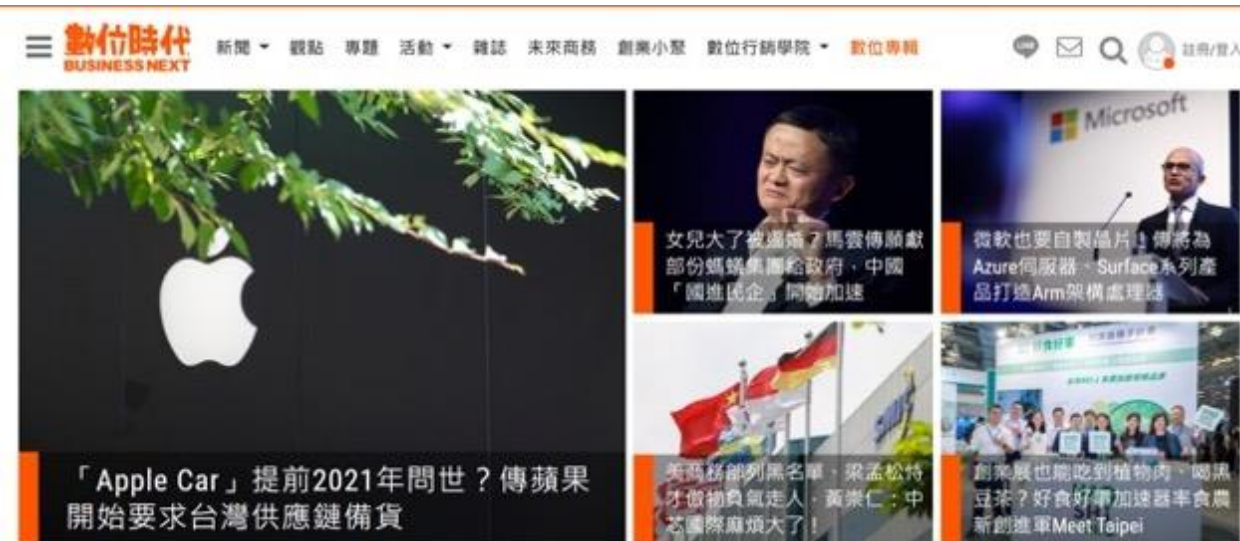 數位時代
BUSINESS NEXT
新聞
觀點
專題
活動
雜誌
未來商務
創業小聚
數位行銷學院
數位專輯
註冊/登入
「Apple Car」提前2021年問世？傳蘋果
開始要求台灣供應鏈備貨
女兒大了被逼婚？馬雲傳願獻
部份螞蟻集團給政府，中國
「國進民企」開始加速
Microsoft
微軟也要自製晶片！傳將為
Azure伺服器、Surface系列產
品打造Arm架構處理器
美商務部列黑名單、梁孟松恃
才傲物負氣走人，黃崇仁：中
芯國際麻煩大了！
創業展也能吃到植物肉、喝黑
豆茶？好食好事加速器率食農
新創進軍Meet Taipei